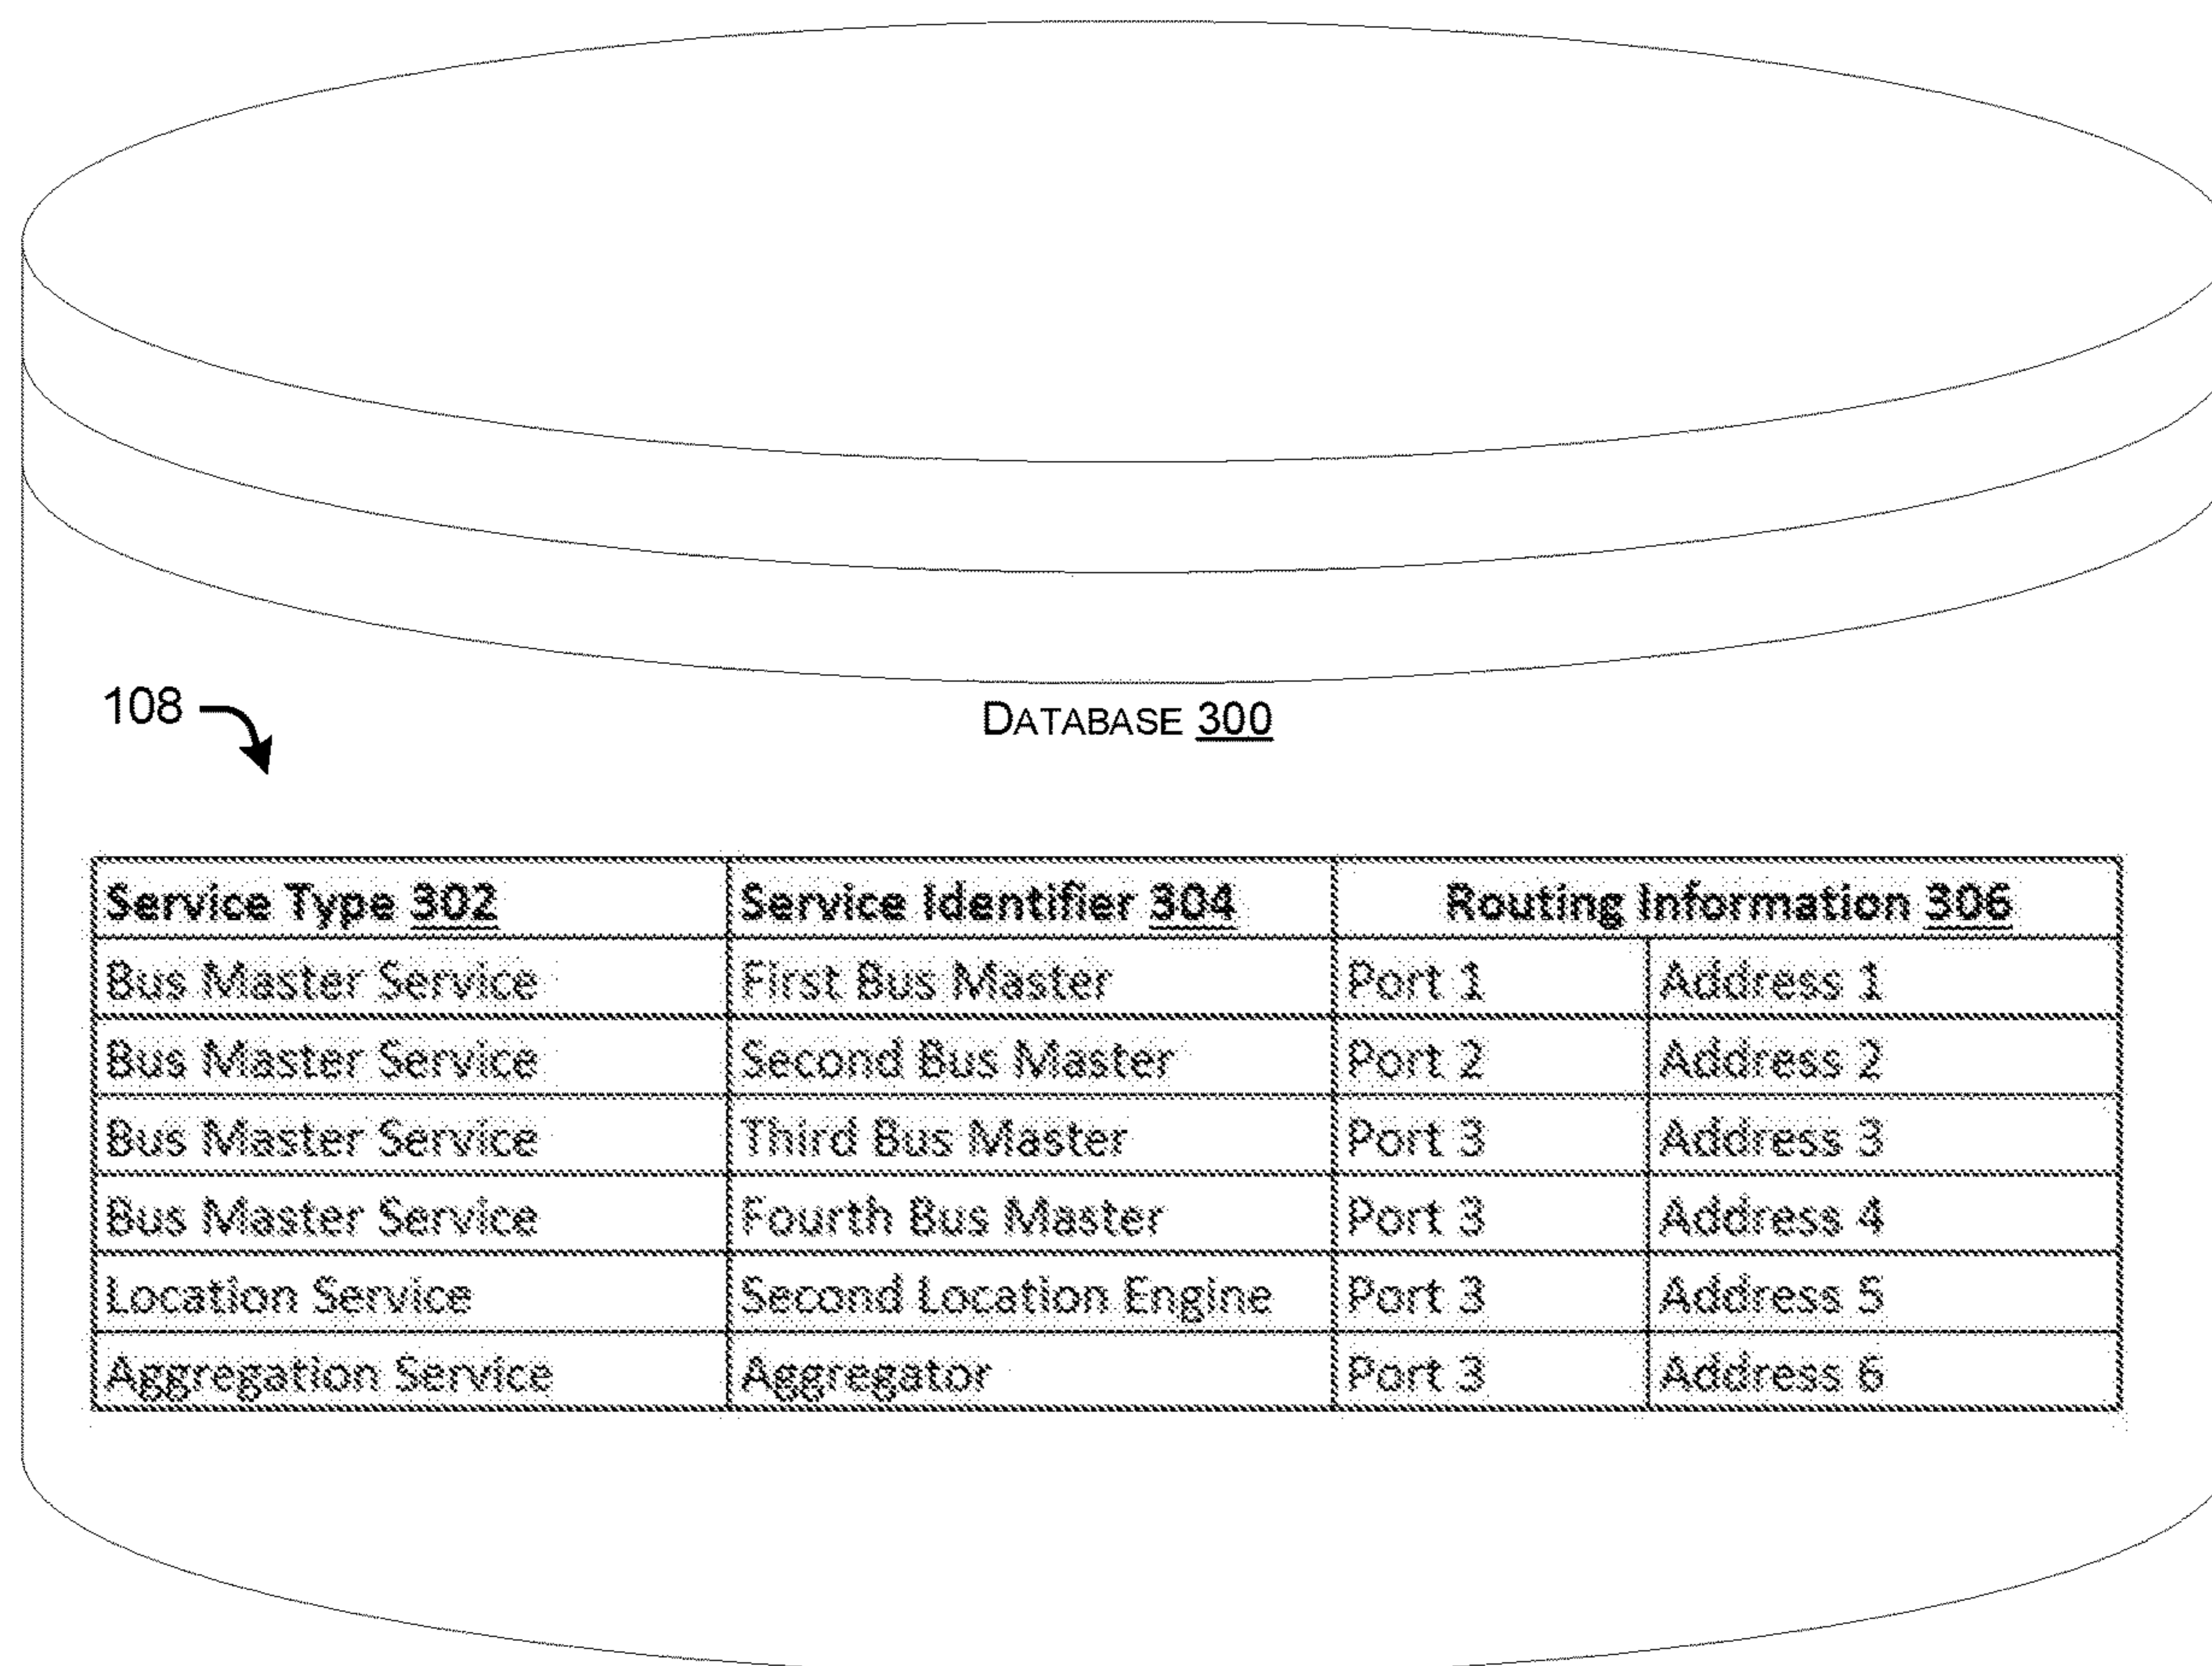 108
DATABASE 300
Service Type 302 Service Identifier 304 Routing Information 306
Bus Master Service First Bus Master Port 1 Address 1
Bus Master Service Second Bus Master Port 2 Address 2
Bus Master Service Third Bus Master Port 3 Address 3
Bus Master Service Fourth Bus Master Port 3 Address 4
Location Service Second Location Engine Port 3 Address 5
Aggregation Service Aggregator Port 3 Address 6